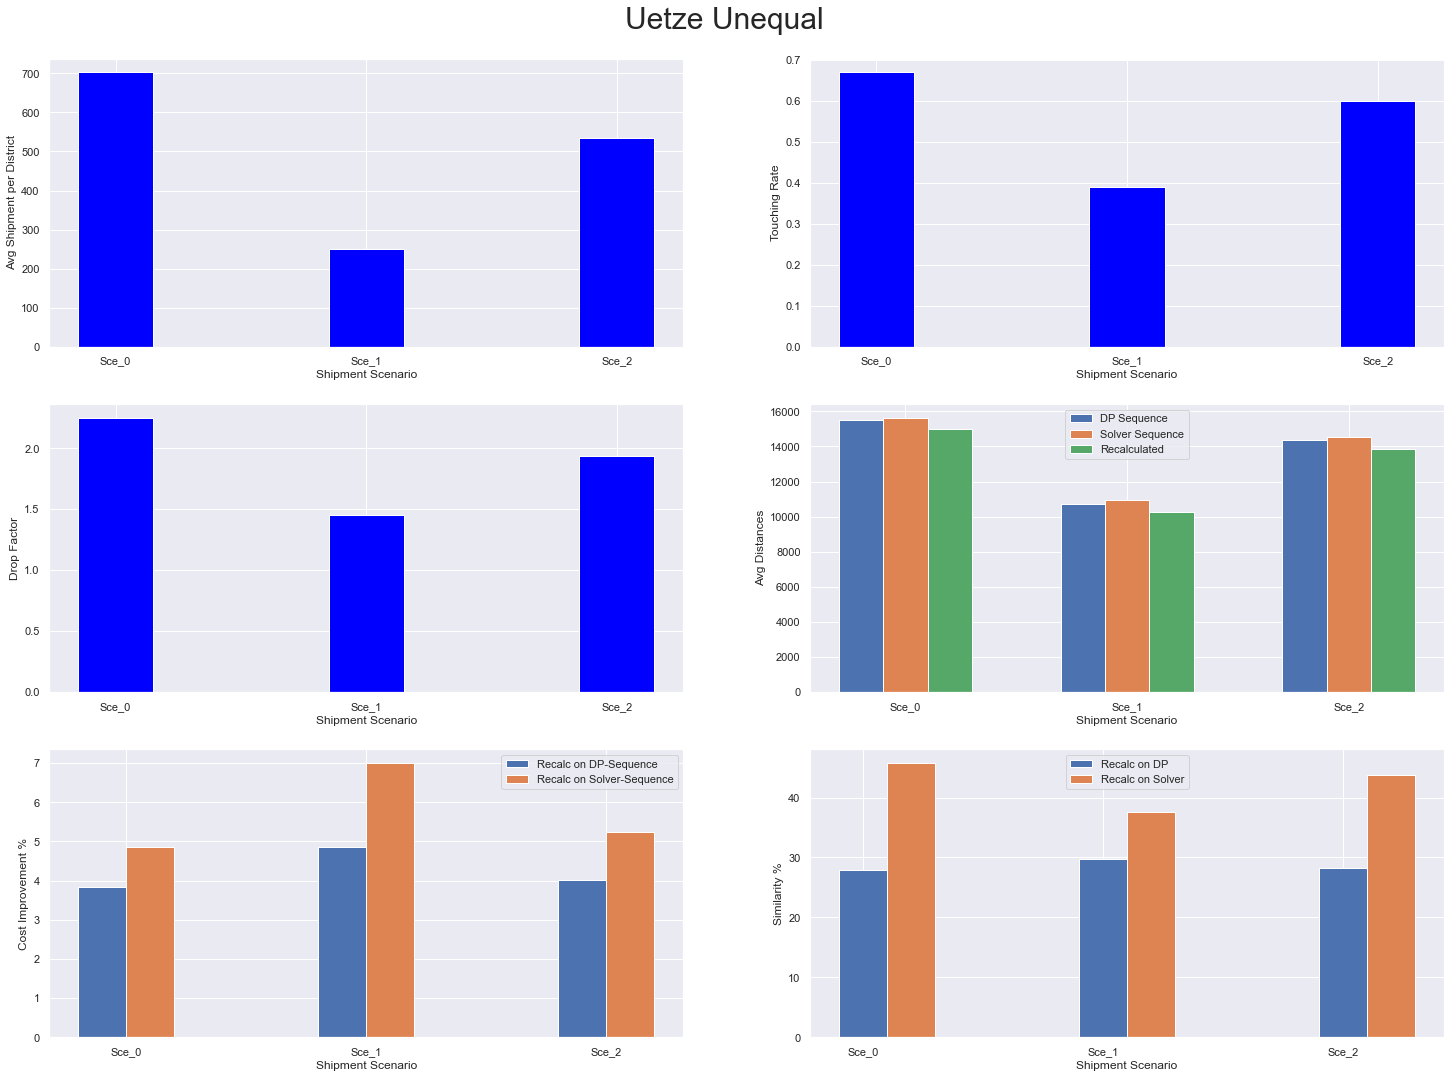 Uetze Unequal
Avg Shipment per District
700
600
500
400
300
200
100
0
Sce_0 Sce_1 Sce_2
Shipment Scenario
Touching Rate
0.7
0.6
0.5
0.4
0.3
0.2
0.1
0.0
Sce_0 Sce_1 Sce_2
Shipment Scenario
Drop Factor
2.0
1.5
1.0
0.5
0.0
Sce_0 Sce_1 Sce_2
Shipment Scenario
Avg Distances
16000
14000
12000
10000
8000
6000
4000
2000
0
DP Sequence
Solver Sequence
Recalculated
Sce_0 Sce_1 Sce_2
Shipment Scenario
Cost Improvement %
7
6
5
4
3
2
1
0
Recalc on DP-Sequence
Recalc on Solver-Sequence
Sce_0 Sce_1 Sce_2
Shipment Scenario
Similarity %
40
30
20
10
0
Recalc on DP
Recalc on Solver
Sce_0 Sce_1 Sce_2
Shipment Scenario